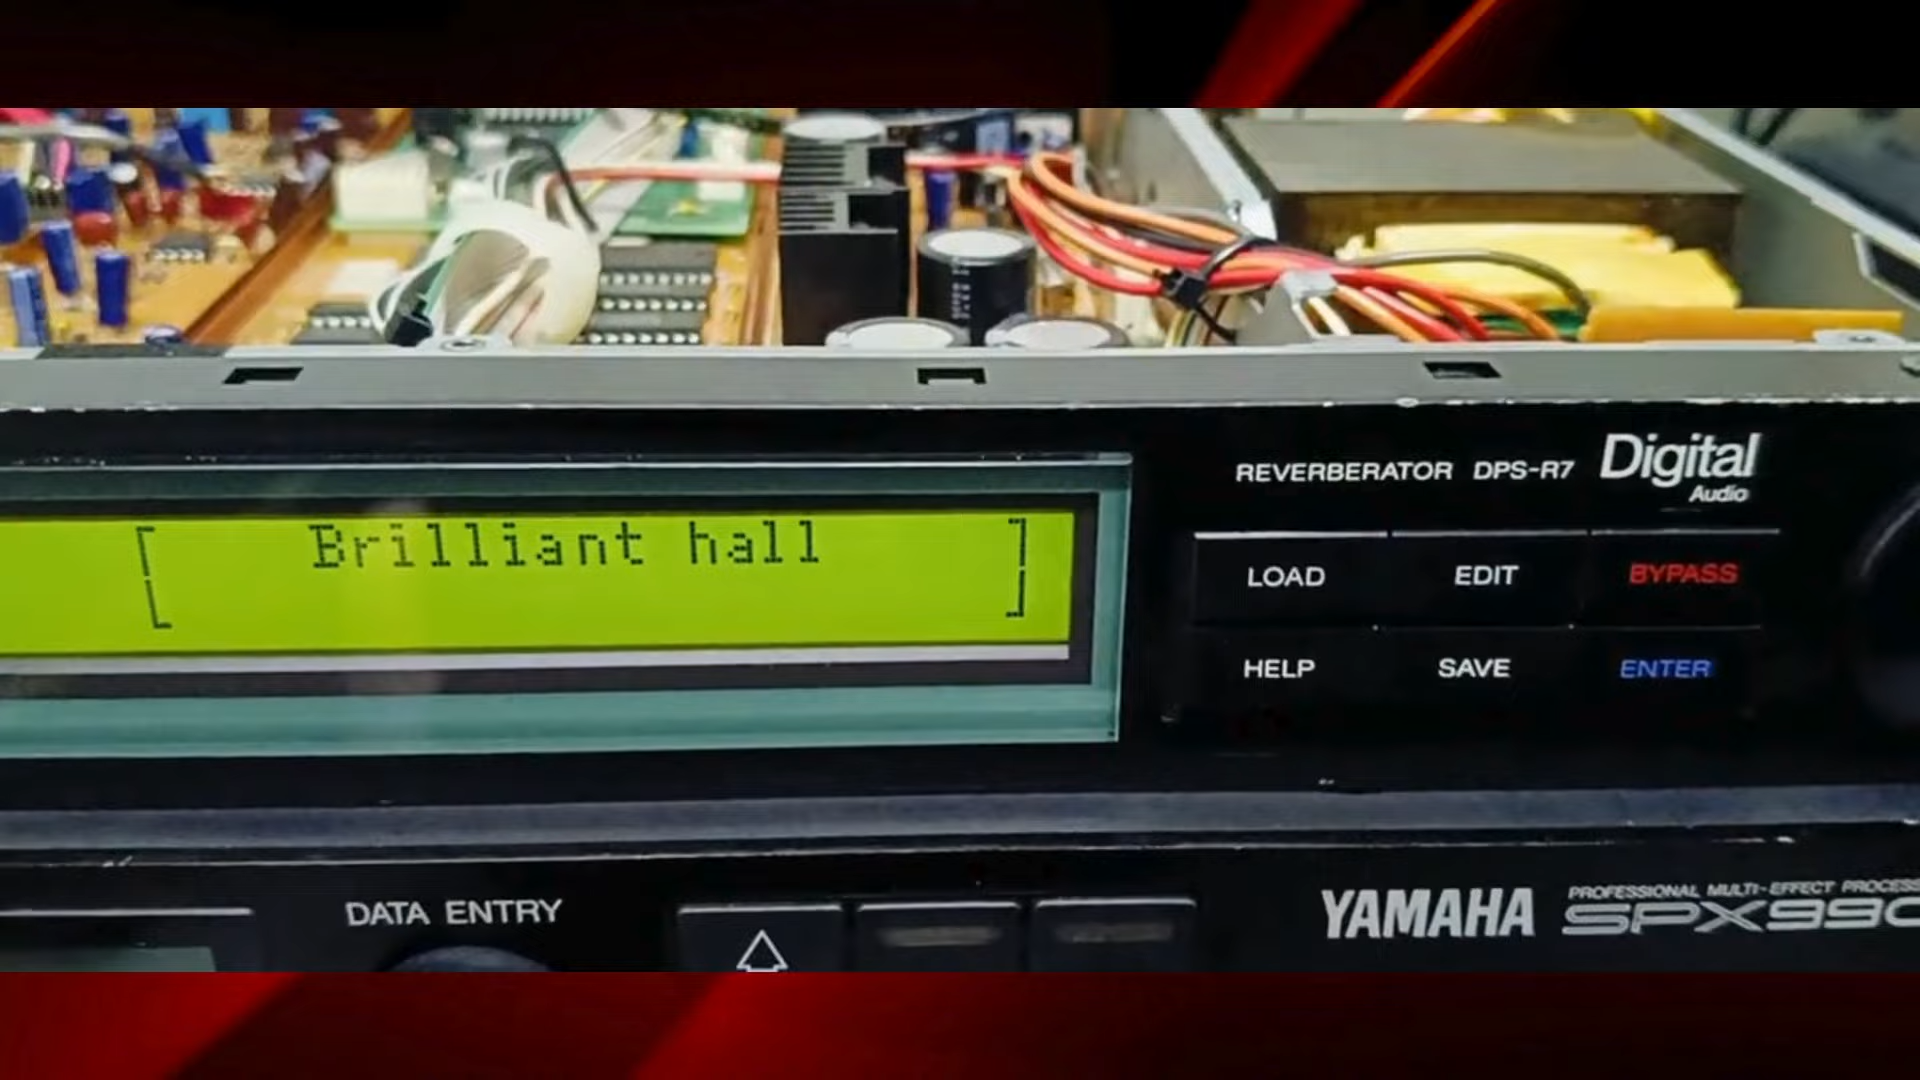 REVERBERATOR DPS-R7 Digital Audio
[ Brilliant hall ]
[ ]
LOAD EDIT BYPASS
HELP SAVE ENTER
DATA ENTRY
YAMAHA
PROFESSIONAL MULTI-EFFECT
SPX990